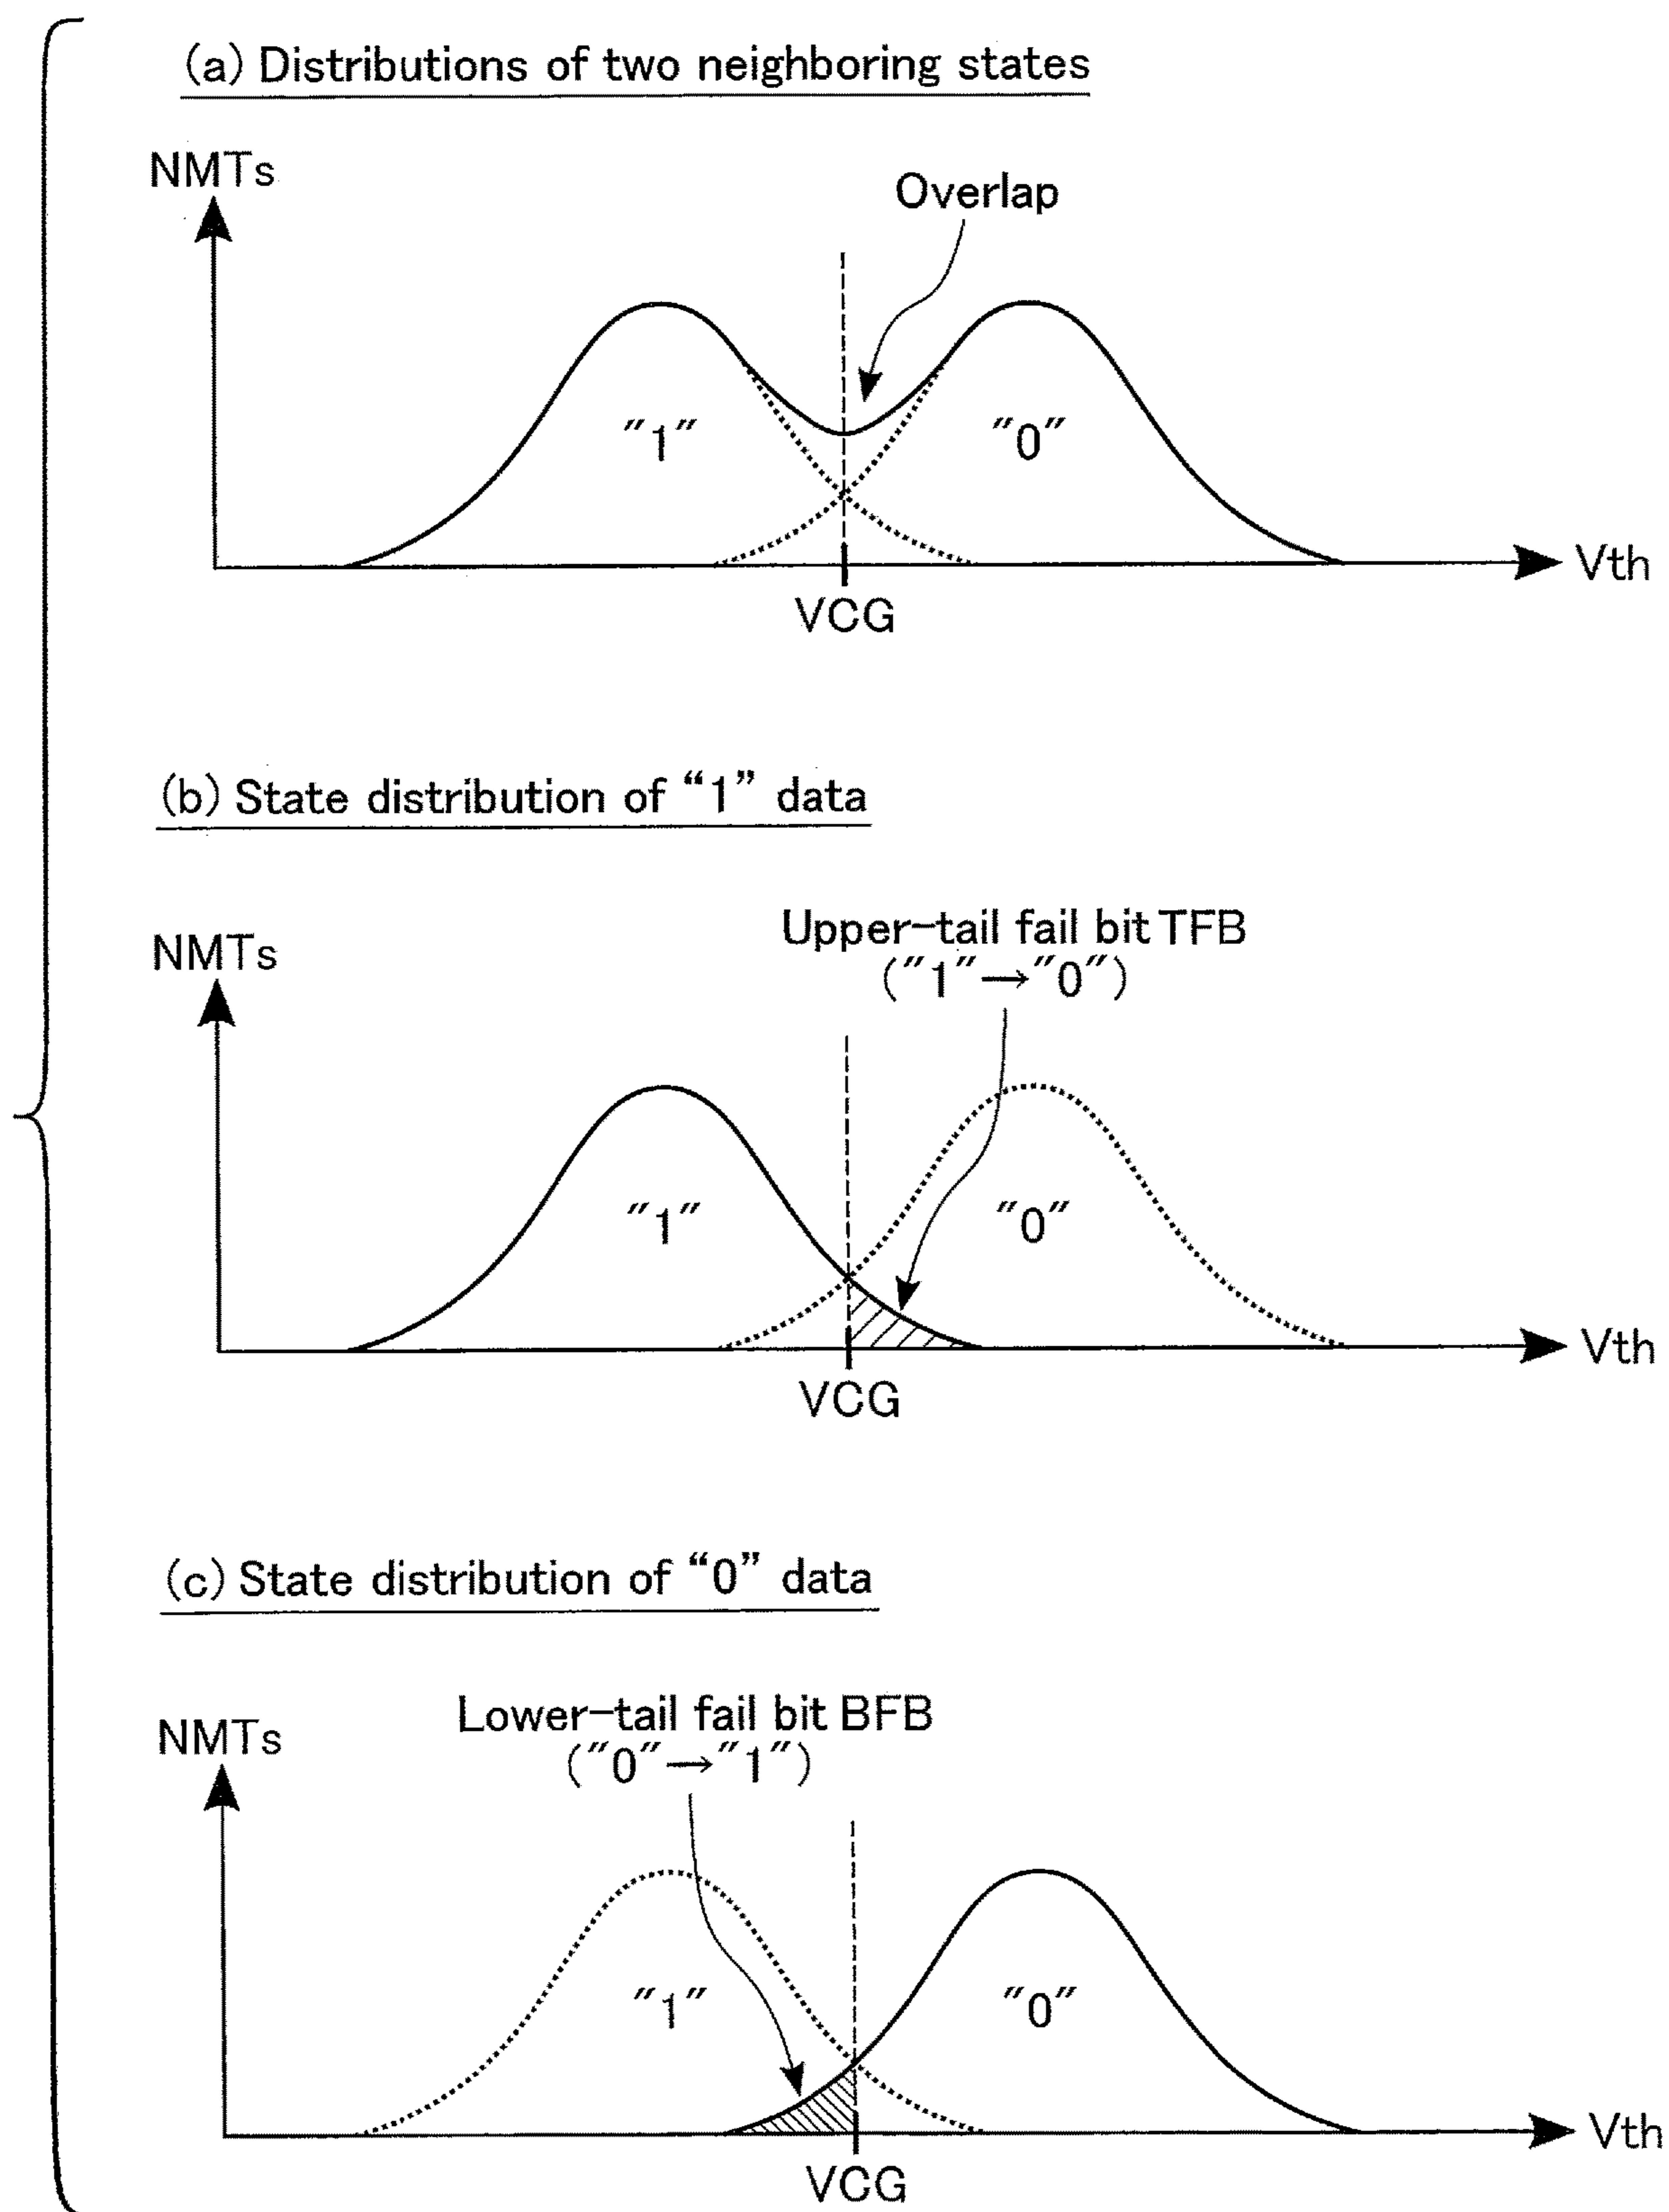 (a) Distributions of two neighboring states
NMTs
Overlap
"1"
"0"
Vth
VCG
(b) State distribution of “1” data
Upper-tail fail bit TFB
("1"→"0")
NMTs
"1"
"0"
Vth
VCG
(c) State distribution of “0” data
Lower-tail fail bit BFB
("0"→"1")
NMTs
"1"
"0"
Vth
VCG